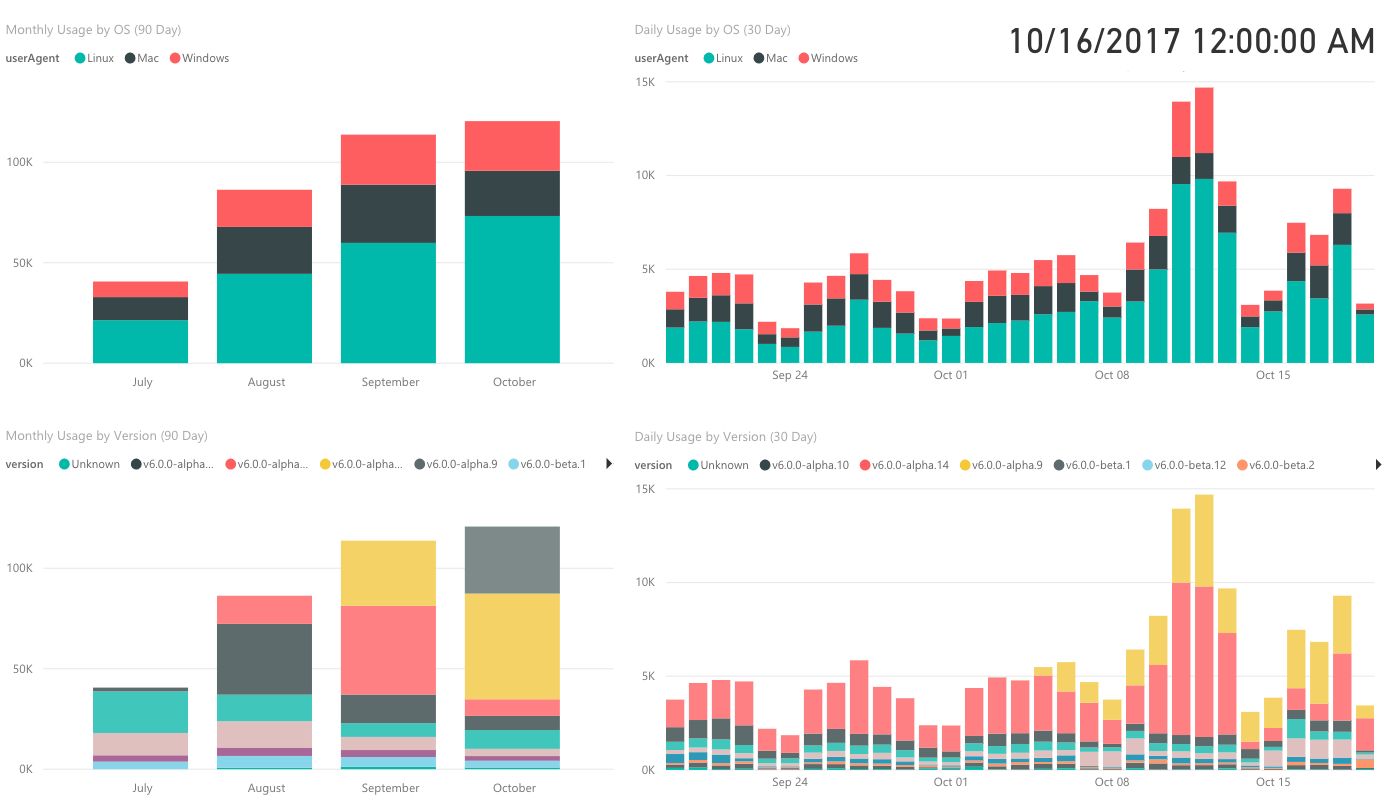 Monthly Usage by OS (90 Day)
userAgent Linux Mac Windows
100K
50K
0K
July August September October
Daily Usage by OS (30 Day)
10/16/2017 12:00:00 AM
userAgent Linux Mac Windows
15K
10K
5K
0K
Sep 24 Oct 01 Oct 08 Oct 15
Monthly Usage by Version (90 Day)
version Unknown v6.0.0-alpha... v6.0.0-alpha... v6.0.0-alpha... v6.0.0-alpha.9 v6.0.0-beta.1
100K
50K
0K
July August September October
Daily Usage by Version (30 Day)
version Unknown v6.0.0-alpha.10 v6.0.0-alpha.14 v6.0.0-alpha.9 v6.0.0-beta.1 v6.0.0-beta.12 v6.0.0-beta.2
15K
10K
5K
0K
Sep 24 Oct 01 Oct 08 Oct 15